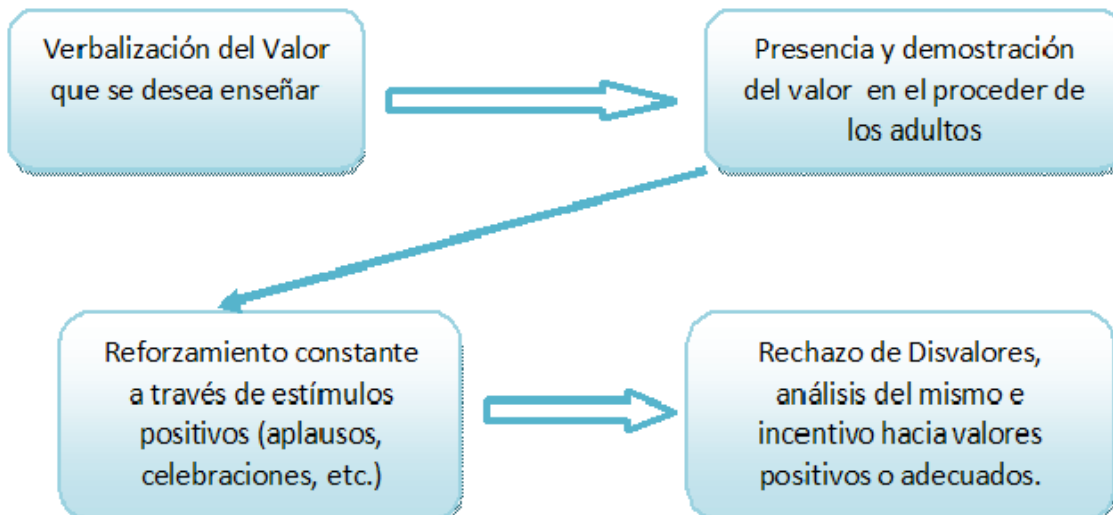 Verbalización del Valor
que se desea enseñar
Presencia y demostración
del valor en el proceder de
los adultos
Reforzamiento constante
a través de estímulos
positivos (aplausos,
celebraciones, etc.)
Rechazo de Disvalores,
análisis del mismo e
incentivo hacia valores
positivos o adecuados.